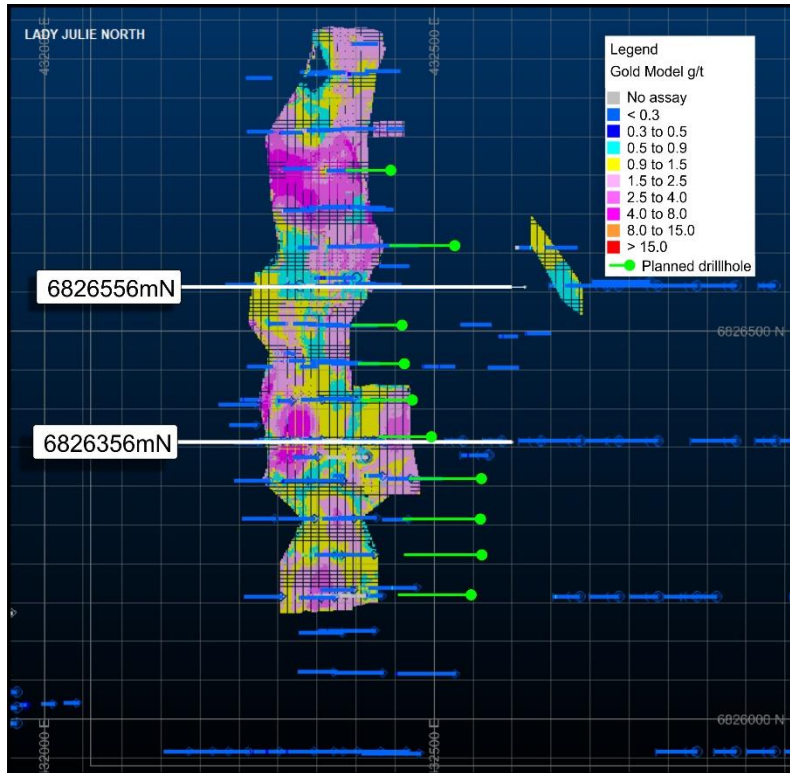 LADY JULIE NORTH
432000 E
432500 E
Legend
Gold Model g/t
No assay
< 0.3
0.3 to 0.5
0.5 to 0.9
0.9 to 1.5
1.5 to 2.5
2.5 to 4.0
4.0 to 8.0
8.0 to 15.0
> 15.0
Planned drilllhole
6826556mN
6826500 N
6826356mN
6826000 N
432000 E
432500 E